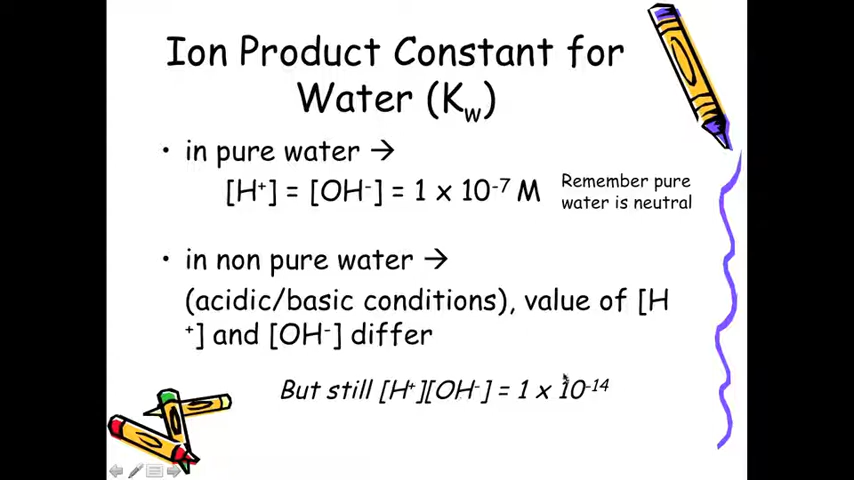 Ion Product Constant for
Water (Kw)
• in pure water →
[H⁺] = [OH⁻] = 1 x 10⁻⁷ M
Remember pure
water is neutral
• in non pure water →
(acidic/basic conditions), value of [H
⁺] and [OH⁻] differ
But still [H⁺][OH⁻] = 1 x 10⁻¹⁴